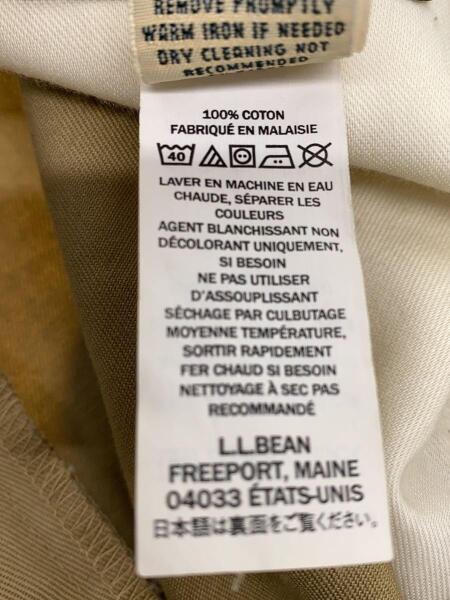 REMOVE PROMPTLY
WARM IRON IF NEEDED
DRY CLEANING NOT
RECOMMENDED
100% COTON
FABRIQUÉ EN MALAISIE
40
LAVER EN MACHINE EN EAU
CHAUDE, SÉPARER LES
COULEURS
AGENT BLANCHISSANT NON
DÉCOLORANT UNIQUEMENT,
SI BESOIN
NE PAS UTILISER
D'ASSOUPLISSANT
SÉCHAGE PAR CULBUTAGE
MOYENNE TEMPÉRATURE,
SORTIR RAPIDEMENT
FER CHAUD SI BESOIN
NETTOYAGE À SEC PAS
RECOMMANDÉ
L.L.BEAN
FREEPORT, MAINE
04033 ÉTATS-UNIS
日本語は裏面をご覧ください。